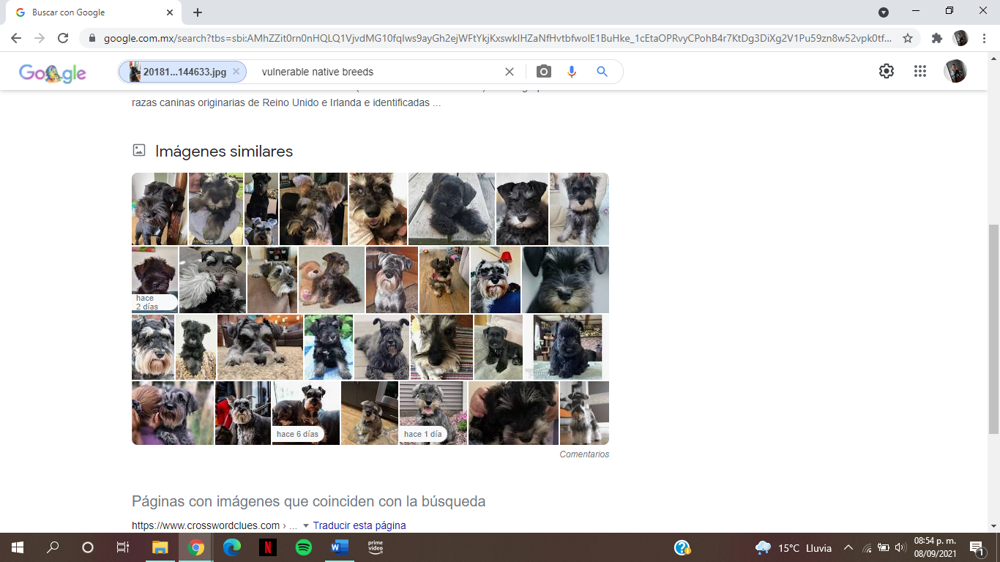 Buscar con Google
google.com.mx/search?tbs=sbi:AMhZZit0rn0nHQLQ1VjvdMG10fqlws9ayGh2ejWFtYkjKxswklHZaNfHvtbfwolE1BuHke_1cEtaOPRvyCPohB4r7KtDg3DiXg2V1Pu59zn8w52vpk0tf...
Google
20181...144633.jpg
vulnerable native breeds
razas caninas originarias de Reino Unido e Irlanda e identificadas ...
Imágenes similares
hace
2 días
hace 6 días
hace 1 día
Comentarios
Páginas con imágenes que coinciden con la búsqueda
https://www.crosswordclues.com › ... Traducir esta página
prime
video
15°C Lluvia
08:54 p. m.
08/09/2021
1